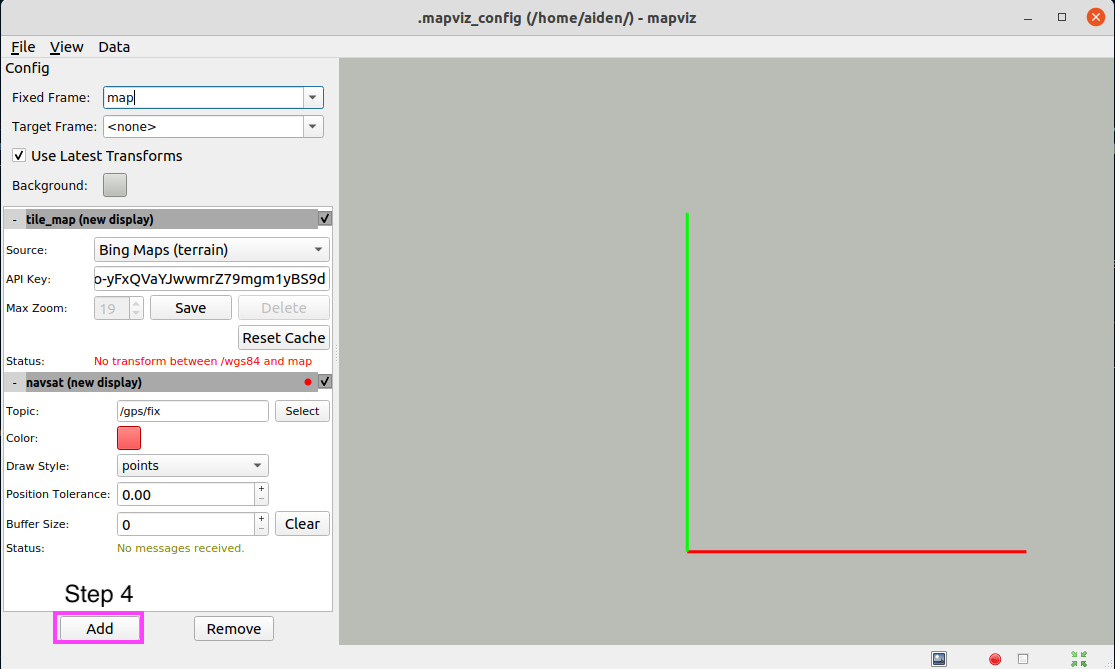 .mapviz_config (/home/aiden/) - mapviz
File View Data
Config
Fixed Frame: map
Target Frame: <none>
Use Latest Transforms
Background:
- tile_map (new display)
Source: Bing Maps (terrain)
API Key: o-yFxQVaYJwwmrZ79mgm1yBS9d
Max Zoom: 19 Save Delete
Reset Cache
Status: No transform between /wgs84 and map
- navsat (new display)
Topic: /gps/fix Select
Color:
Draw Style: points
Position Tolerance: 0.00
Buffer Size: 0 Clear
Status: No messages received.
Step 4
Add Remove